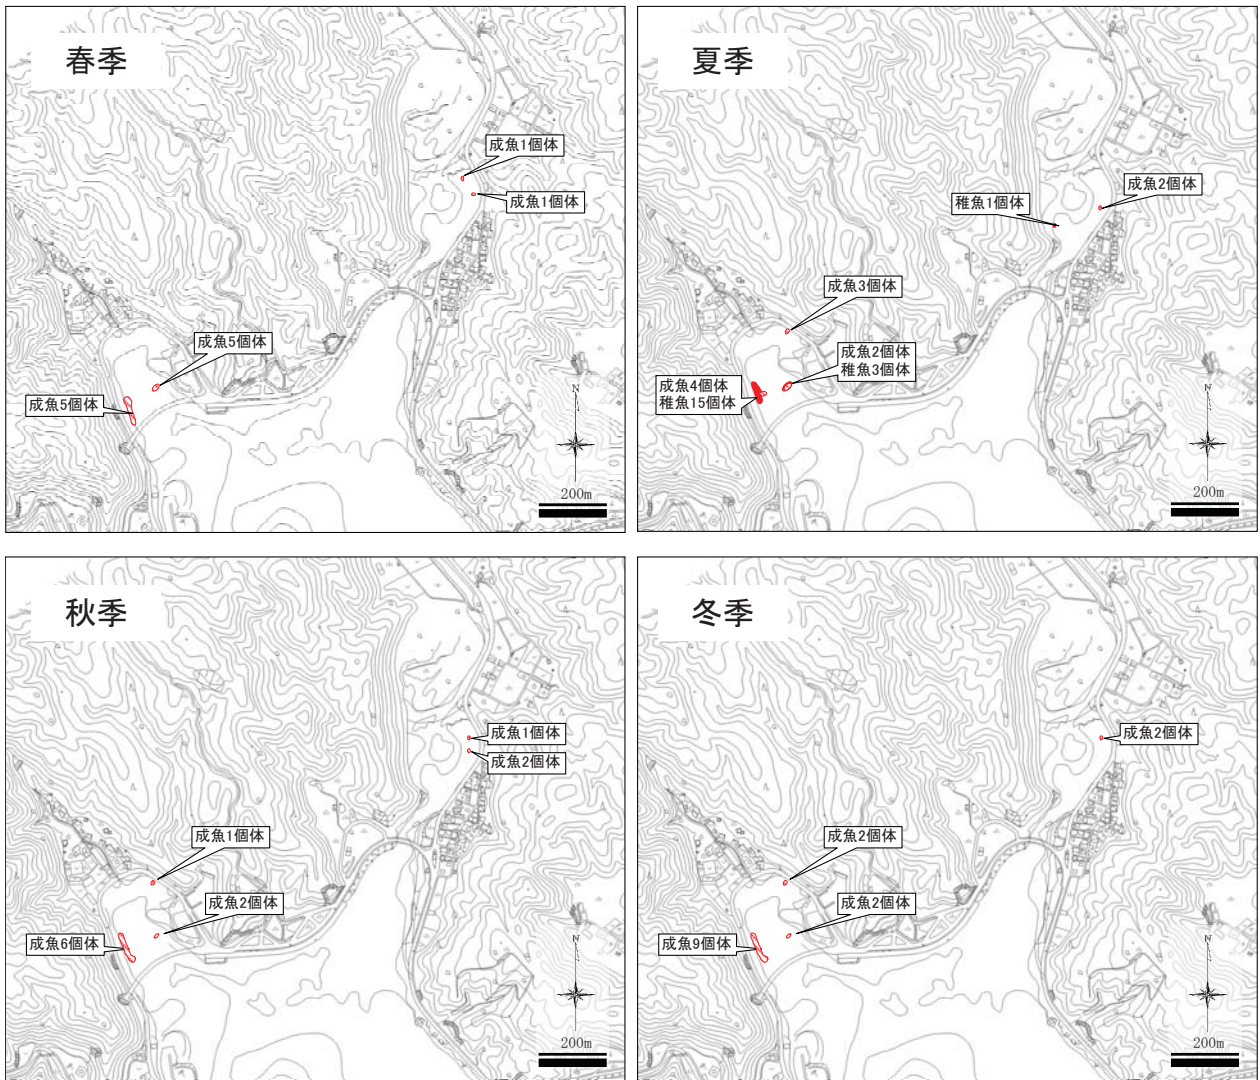 春季
成魚1個体
成魚1個体
成魚5個体
成魚5個体
N
200m
夏季
成魚2個体
稚魚1個体
成魚3個体
成魚2個体
稚魚3個体
成魚4個体
稚魚15個体
N
200m
秋季
成魚1個体
成魚2個体
成魚1個体
成魚2個体
成魚6個体
N
200m
冬季
成魚2個体
成魚2個体
成魚2個体
成魚9個体
N
200m